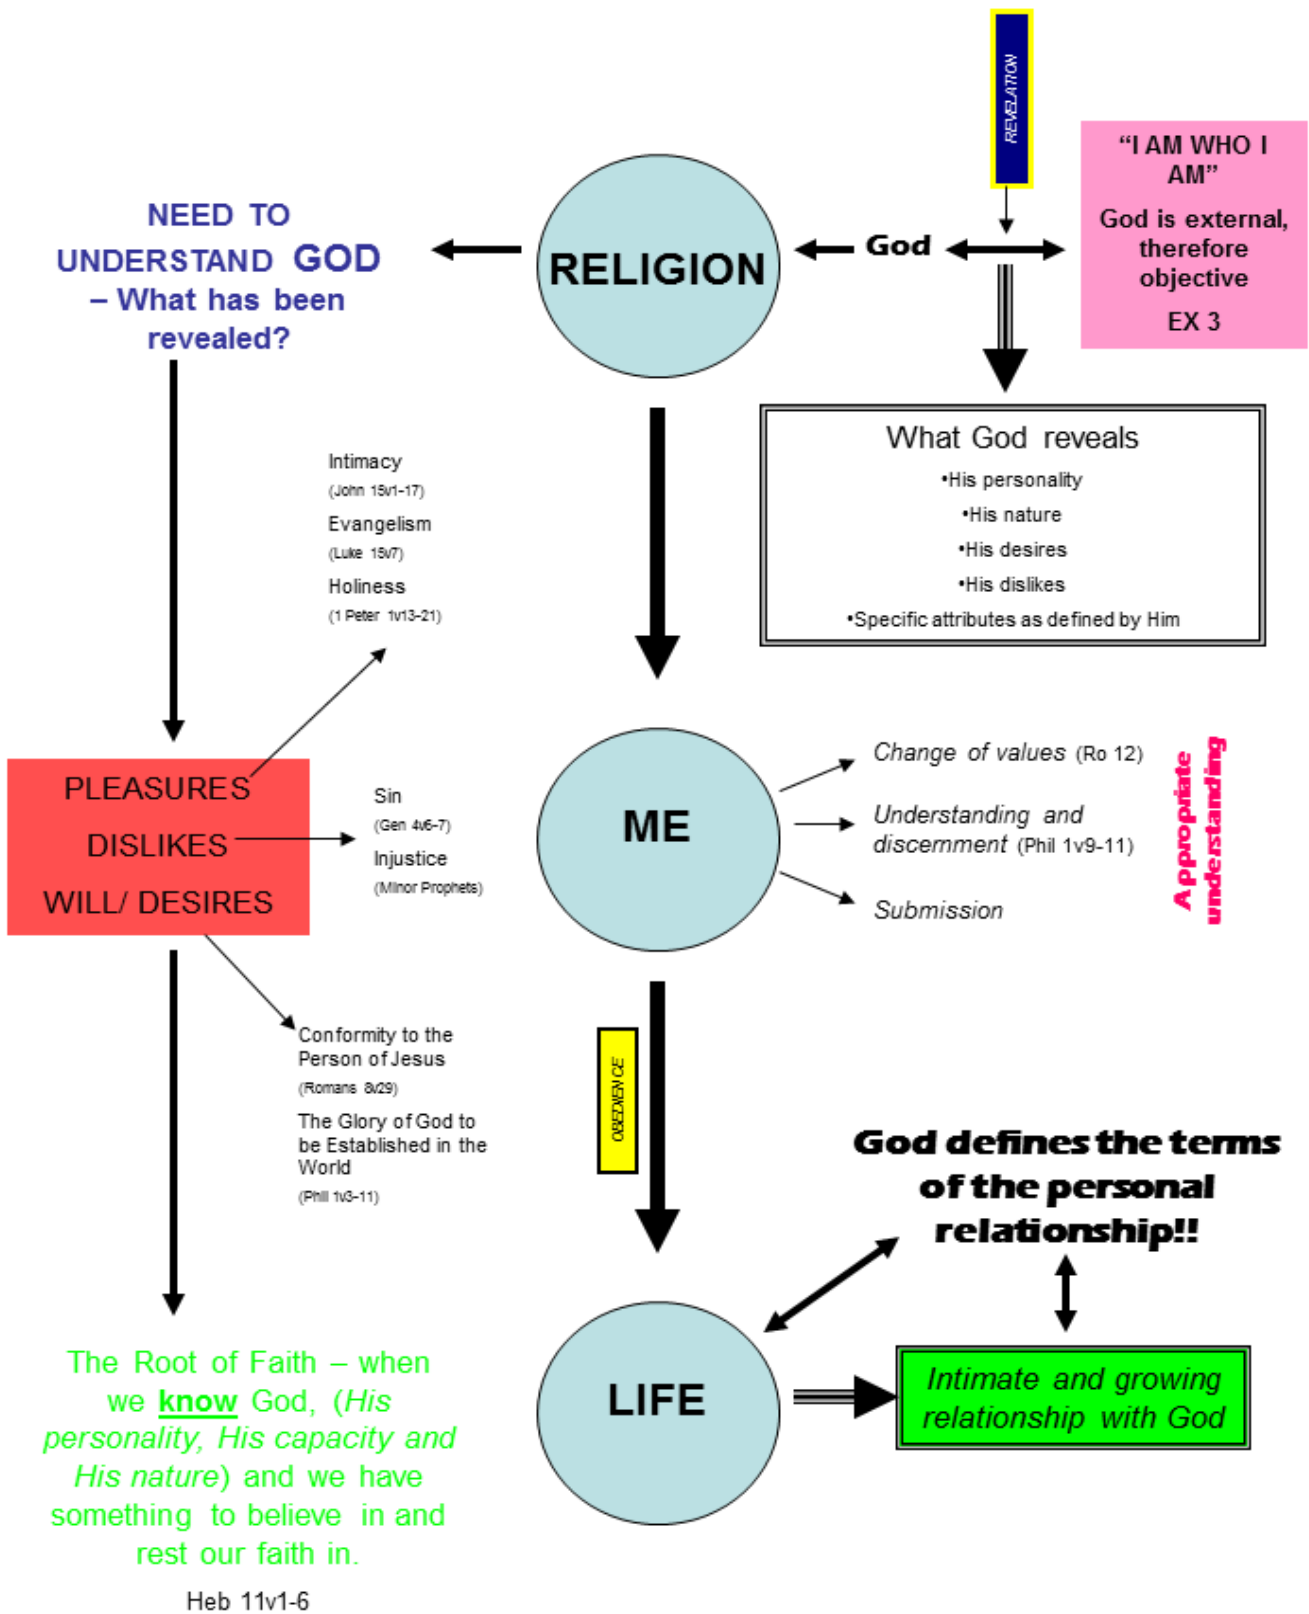 REVELATION
"I AM WHO I
AM"
God is external,
therefore
objective
EX 3
NEED TO
UNDERSTAND GOD
– What has been
revealed?
RELIGION
God
What God reveals
•His personality
•His nature
•His desires
•His dislikes
•Specific attributes as defined by Him
Intimacy
(John 15v1-17)
Evangelism
(Luke 15v7)
Holiness
(1 Peter 1v13-21)
PLEASURES
DISLIKES
WILL/ DESIRES
Sin
(Gen 4v6-7)
Injustice
(Minor Prophets)
ME
Change of values (Ro 12)
Understanding and
discernment (Phil 1v9-11)
Submission
Appropriate
understanding
Conformity to the
Person of Jesus
(Romans 8v29)
The Glory of God to
be Established in the
World
(Phil 1v3-11)
OBEDIENCE
God defines the terms
of the personal
relationship!!
LIFE
Intimate and growing
relationship with God
The Root of Faith – when
we know God, (His
personality, His capacity and
His nature) and we have
something to believe in and
rest our faith in.
Heb 11v1-6